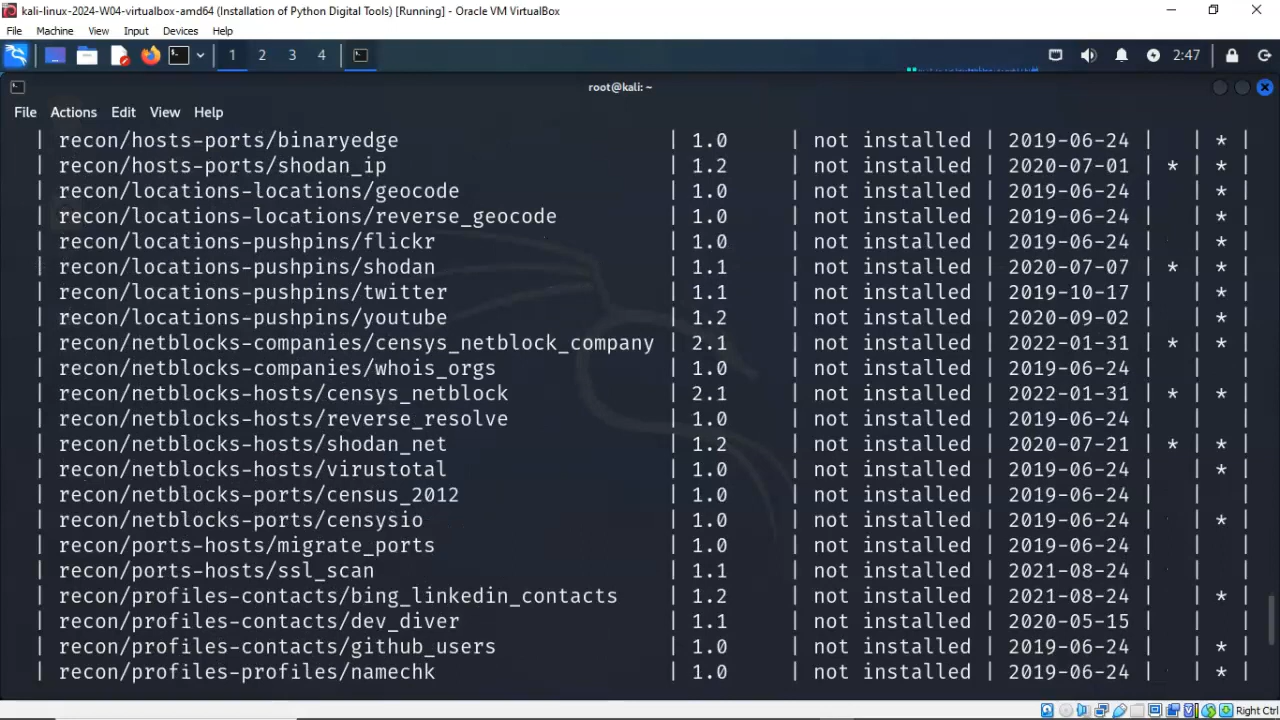 kali-linux-2024-W04-virtualbox-amd64 (Installation of Python Digital Tools) [Running] - Oracle VM VirtualBox
File Machine View Input Devices Help
1 2 3 4 2:47
root@kali: ~
File Actions Edit View Help
| recon/hosts-ports/binaryedge | 1.0 | not installed | 2019-06-24 | | * |
| recon/hosts-ports/shodan_ip | 1.2 | not installed | 2020-07-01 | * | * |
| recon/locations-locations/geocode | 1.0 | not installed | 2019-06-24 | | * |
| recon/locations-locations/reverse_geocode | 1.0 | not installed | 2019-06-24 | | * |
| recon/locations-pushpins/flickr | 1.0 | not installed | 2019-06-24 | | * |
| recon/locations-pushpins/shodan | 1.1 | not installed | 2020-07-07 | * | * |
| recon/locations-pushpins/twitter | 1.1 | not installed | 2019-10-17 | | * |
| recon/locations-pushpins/youtube | 1.2 | not installed | 2020-09-02 | | * |
| recon/netblocks-companies/censys_netblock_company | 2.1 | not installed | 2022-01-31 | * | * |
| recon/netblocks-companies/whois_orgs | 1.0 | not installed | 2019-06-24 | | |
| recon/netblocks-hosts/censys_netblock | 2.1 | not installed | 2022-01-31 | * | * |
| recon/netblocks-hosts/reverse_resolve | 1.0 | not installed | 2019-06-24 | | |
| recon/netblocks-hosts/shodan_net | 1.2 | not installed | 2020-07-21 | * | * |
| recon/netblocks-hosts/virustotal | 1.0 | not installed | 2019-06-24 | | * |
| recon/netblocks-ports/census_2012 | 1.0 | not installed | 2019-06-24 | | |
| recon/netblocks-ports/censysio | 1.0 | not installed | 2019-06-24 | | * |
| recon/ports-hosts/migrate_ports | 1.0 | not installed | 2019-06-24 | | |
| recon/ports-hosts/ssl_scan | 1.1 | not installed | 2021-08-24 | | |
| recon/profiles-contacts/bing_linkedin_contacts | 1.2 | not installed | 2021-08-24 | | * |
| recon/profiles-contacts/dev_diver | 1.1 | not installed | 2020-05-15 | | |
| recon/profiles-contacts/github_users | 1.0 | not installed | 2019-06-24 | | * |
| recon/profiles-profiles/namechk | 1.0 | not installed | 2019-06-24 | | * |
Right Ctrl